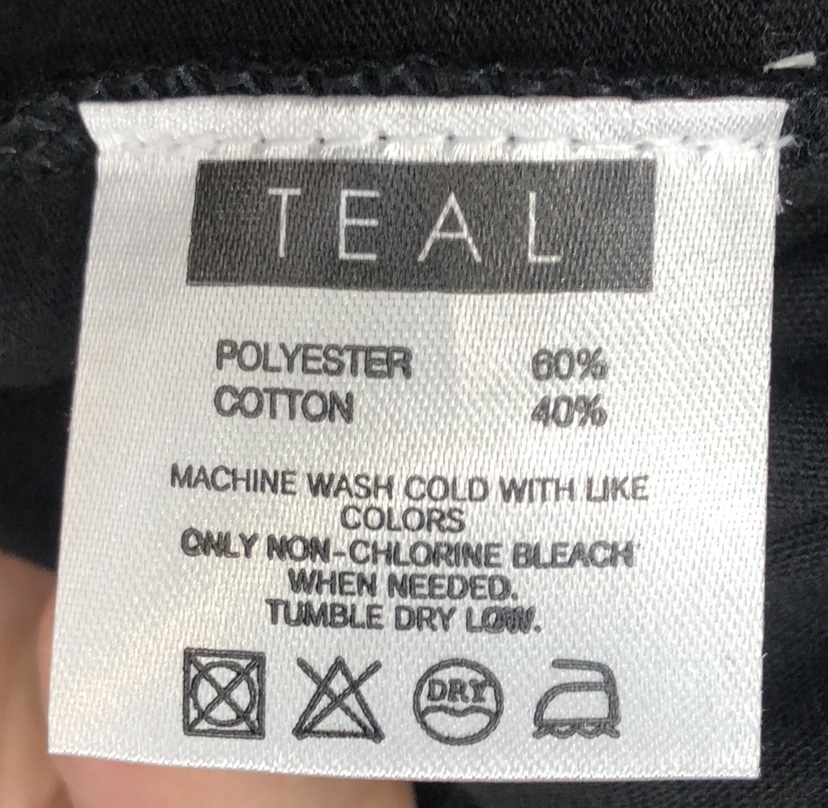 TEAL
POLYESTER 60%
COTTON 40%
MACHINE WASH COLD WITH LIKE
COLORS
ONLY NON-CHLORINE BLEACH
WHEN NEEDED.
TUMBLE DRY LOW.
DRY